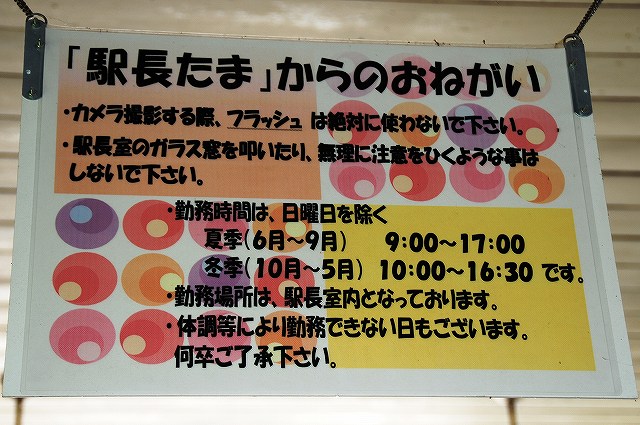 「駅長たま」からのおねがい
・カメラ撮影する際、フラッシュ は絶対に使わないで下さい。
・駅長室のガラス窓を叩いたり、無理に注意をひくような事は
しないで下さい。
・勤務時間は、日曜日を除く
夏季（6月～9月） 9:00～17:00
冬季（10月～5月） 10:00～16:30 です。
・勤務場所は、駅長室内となっております。
・体調等により勤務できない日もございます。
何卒ご了承下さい。